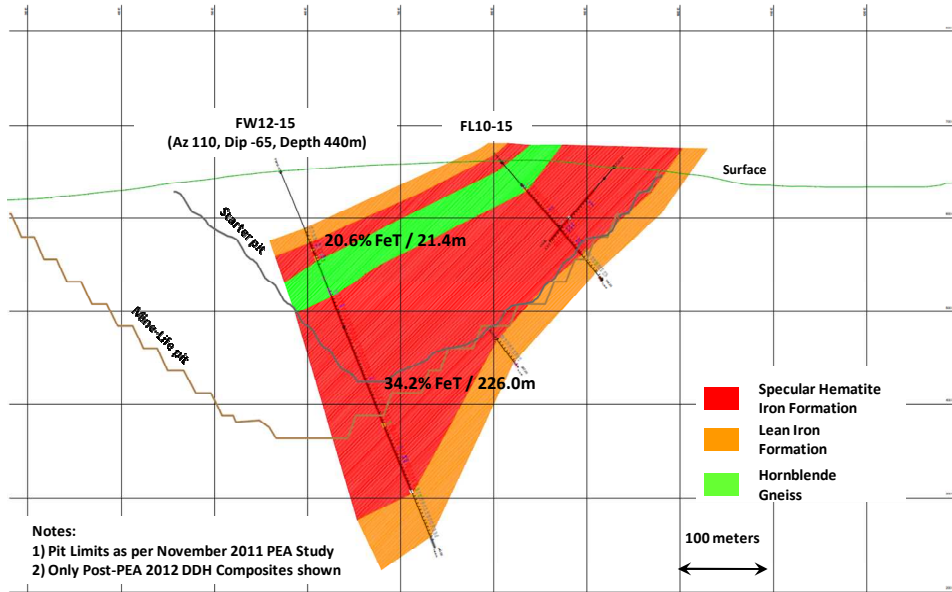 FW12-15
(Az 110, Dip -65, Depth 440m)
FL10-15
Surface
Starter pit
20.6% FeT / 21.4m
Mine-Life pit
34.2% FeT / 226.0m
Specular Hematite
Iron Formation
Lean Iron
Formation
Hornblende
Gneiss
Notes:
1) Pit Limits as per November 2011 PEA Study
2) Only Post-PEA 2012 DDH Composites shown
100 meters